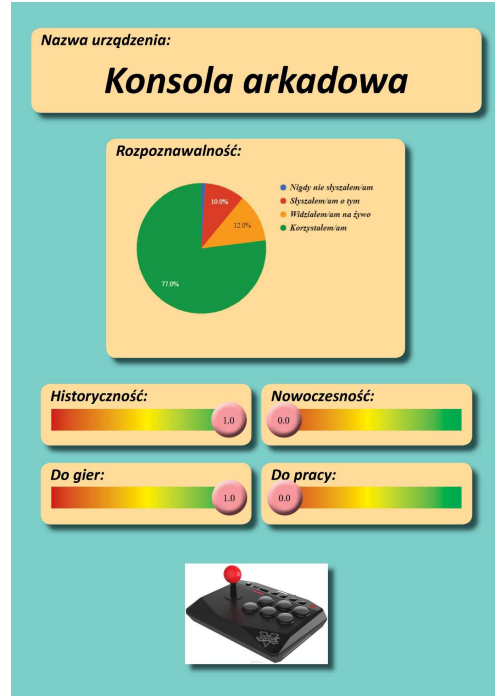 Nazwa urządzenia:
Konsola arkadowa
Rozpoznawalność:
Nigdy nie słyszałem/am
Słyszałem/am o tym
Widziałem/am na żywo
Korzystałem/am
10.0%
12.0%
77.0%
Historyczność:
1.0
Nowoczesność:
0.0
Do gier:
1.0
Do pracy:
0.0